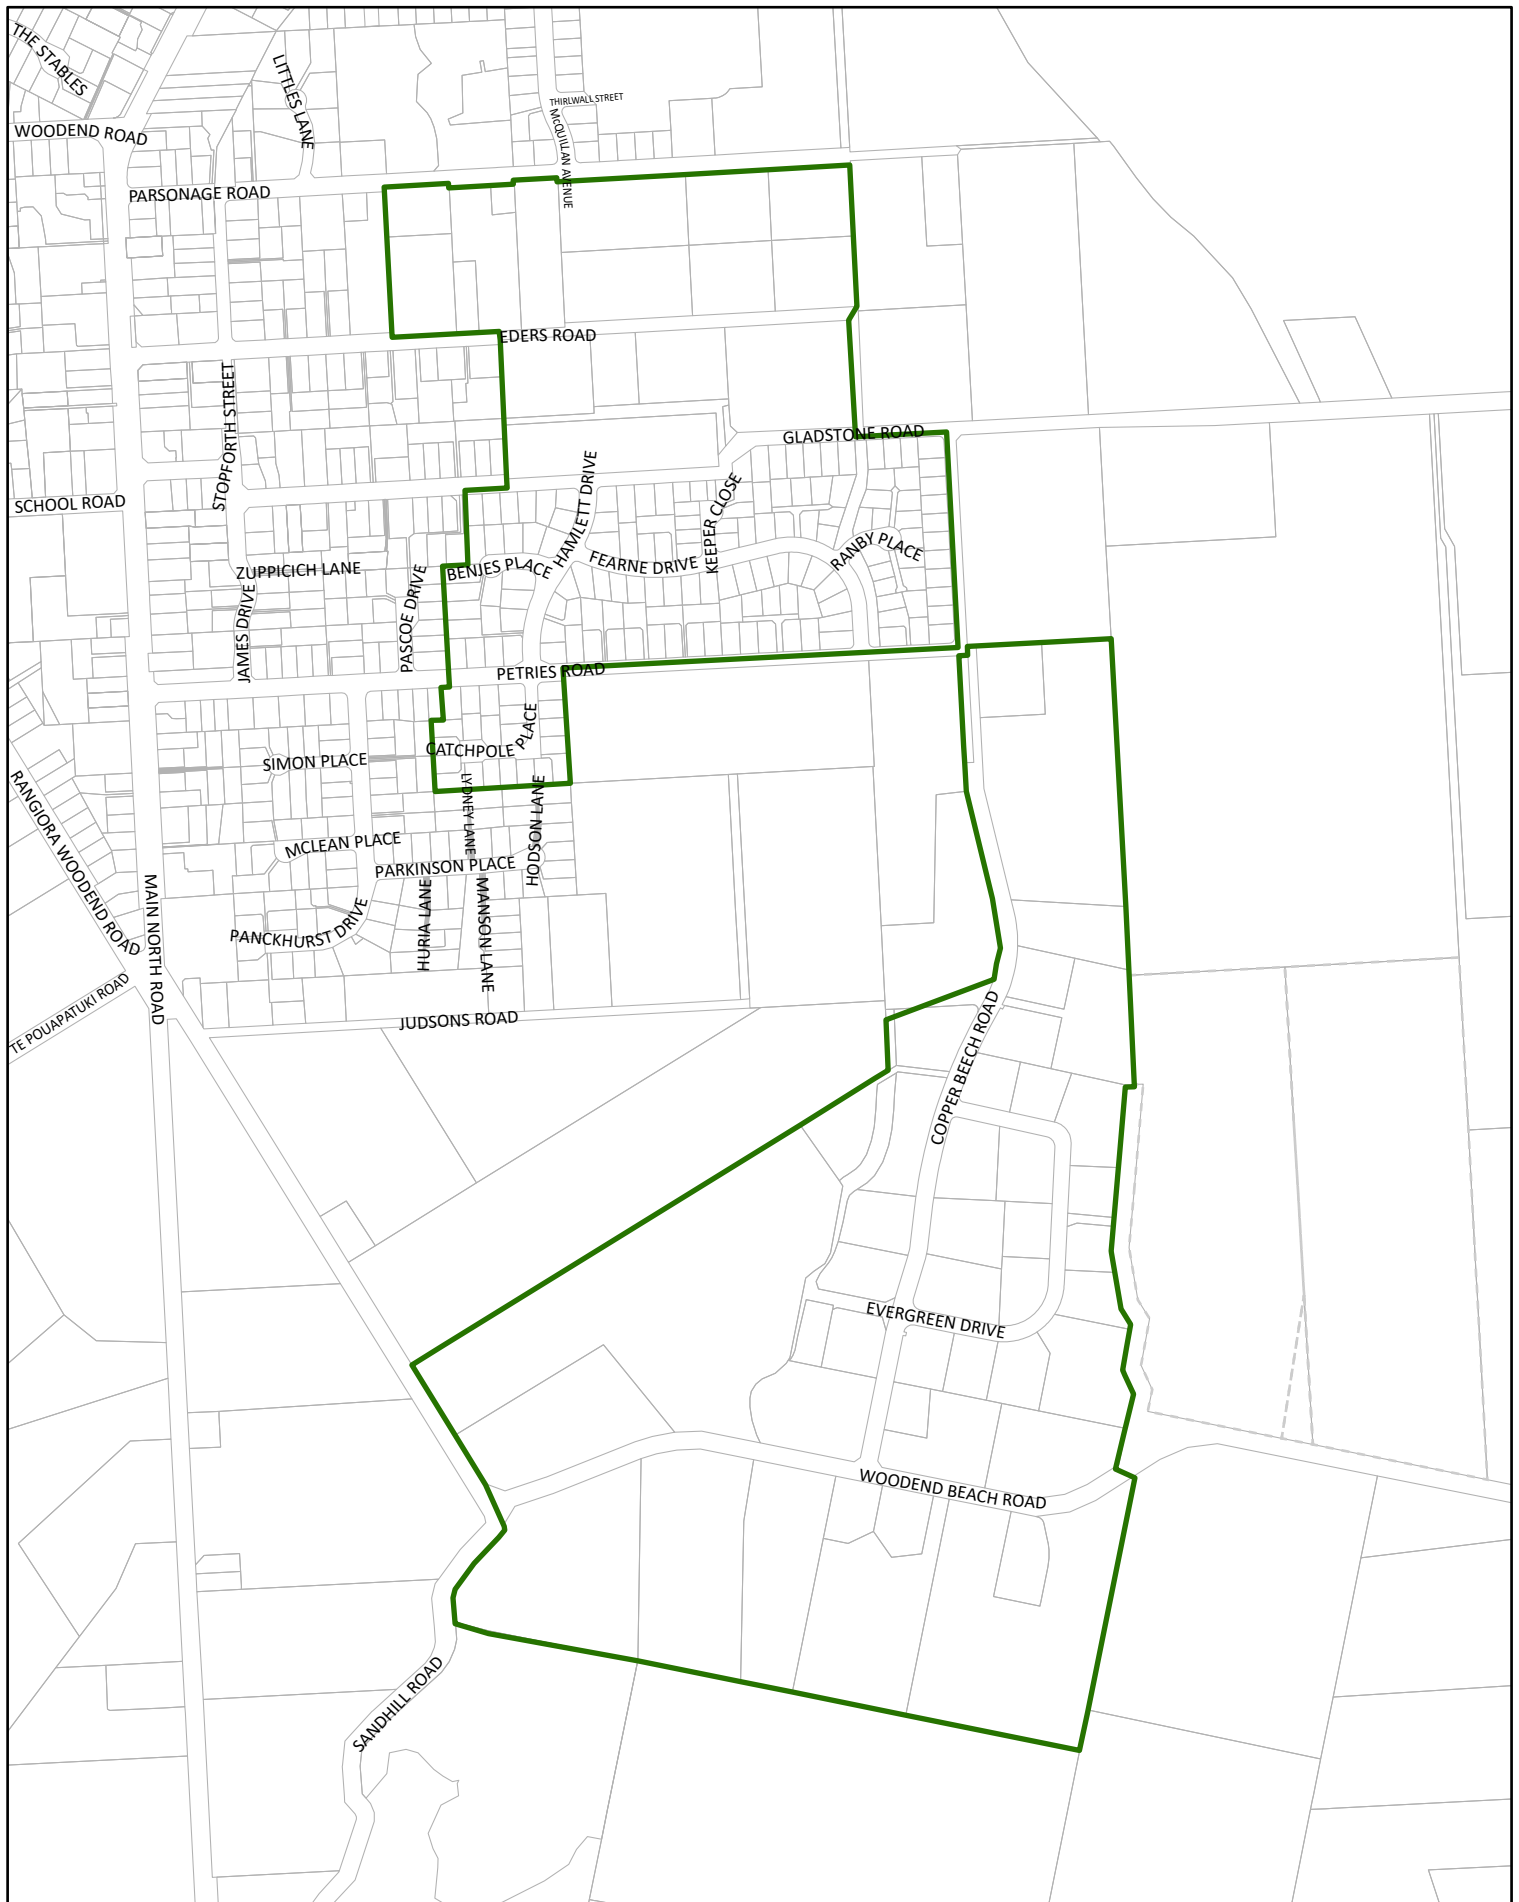 THE STABLES
LITTLES LANE
THIRLWALL STREET
McQUILLAN AVENUE
WOODEND ROAD
PARSONAGE ROAD
EDERS ROAD
STOPFORTH STREET
GLADSTONE ROAD
SCHOOL ROAD
HAMLETT DRIVE
KEEPER CLOSE
RANBY PLACE
BENJES PLACE
FEARNE DRIVE
ZUPPICICH LANE
PASCOE DRIVE
JAMES DRIVE
PETRIES ROAD
CATCHPOLE
PLACE
SIMON PLACE
LYDNEY LANE
HODSON LANE
RANGIORA WOODEND ROAD
MCLEAN PLACE
PARKINSON PLACE
MAIN NORTH ROAD
HURIA LANE
MANSON LANE
PANCKHURST DRIVE
TE POUAPATUKI ROAD
JUDSONS ROAD
COPPER BEECH ROAD
EVERGREEN DRIVE
WOODEND BEACH ROAD
SANDHILL ROAD